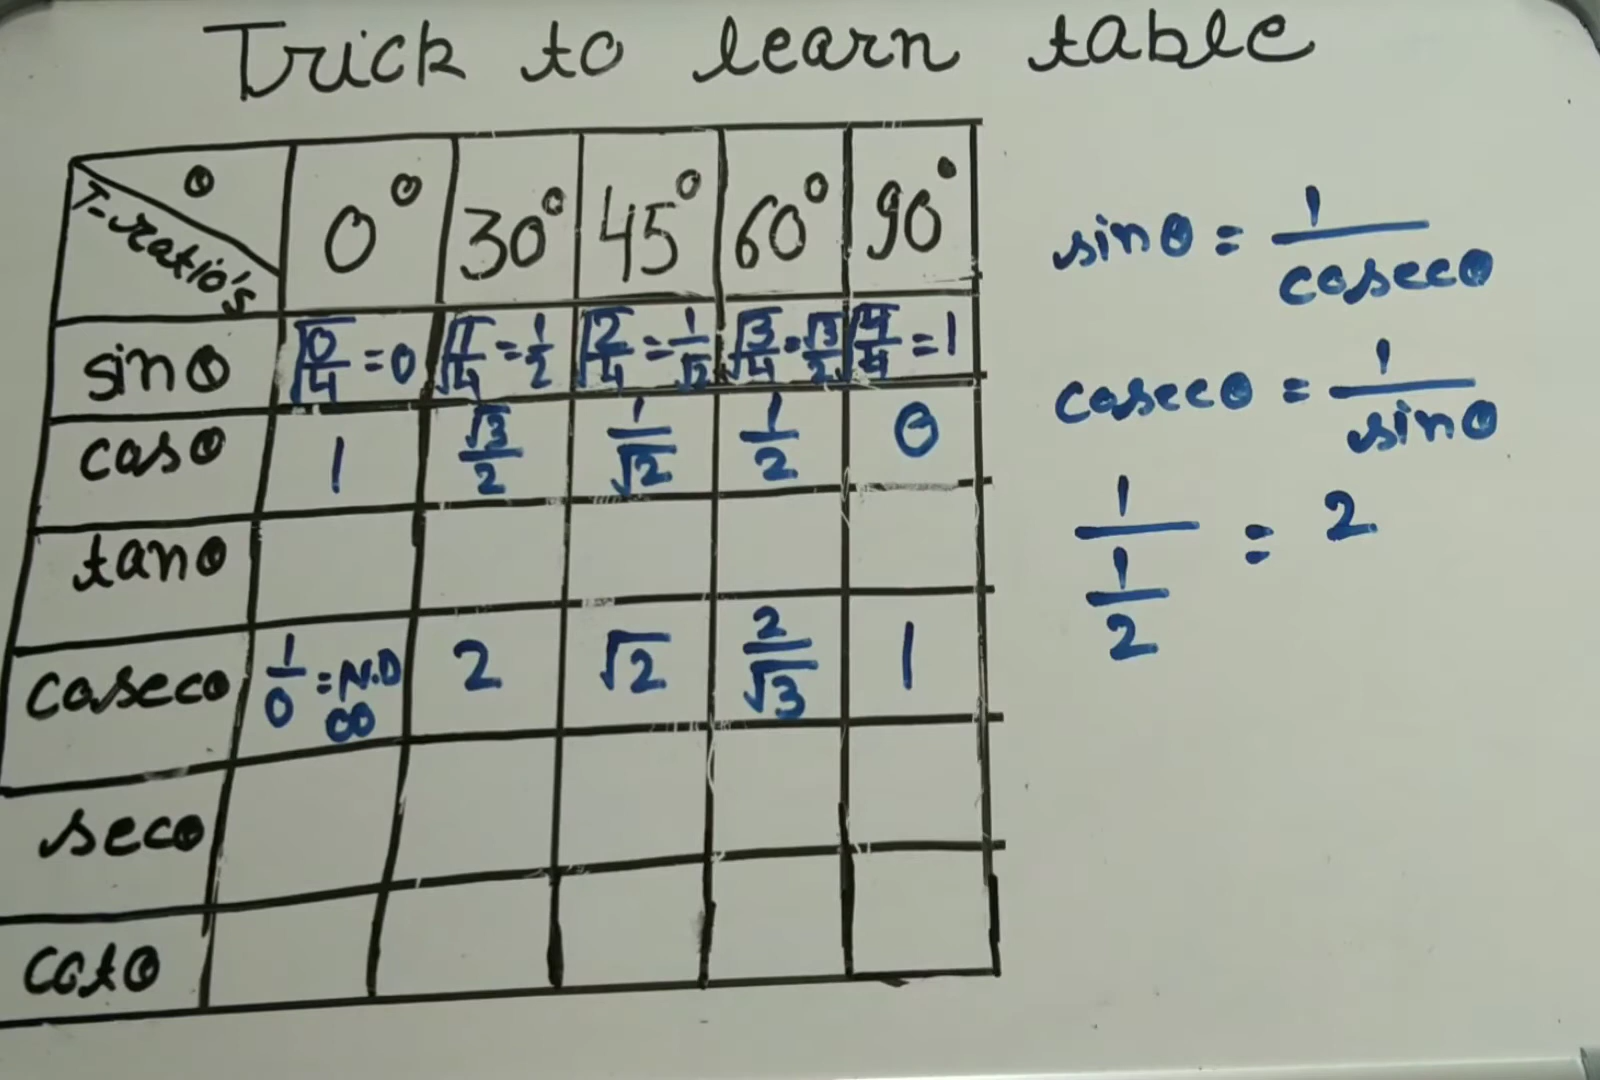 Trick to learn table
θ
T-ratio's
0° 30° 45° 60° 90°
sinθ √0/4 = 0 √1/4 = 1/2 √2/4 = 1/√2 √3/4 = √3/2 √4/4 = 1
cosθ 1 √3/2 1/√2 1/2 0
tanθ
cosecθ 1/0 = N.D ∞ 2 √2 2/√3 1
secθ
cotθ
sinθ = 1/cosecθ
cosecθ = 1/sinθ
1/(1/2) = 2